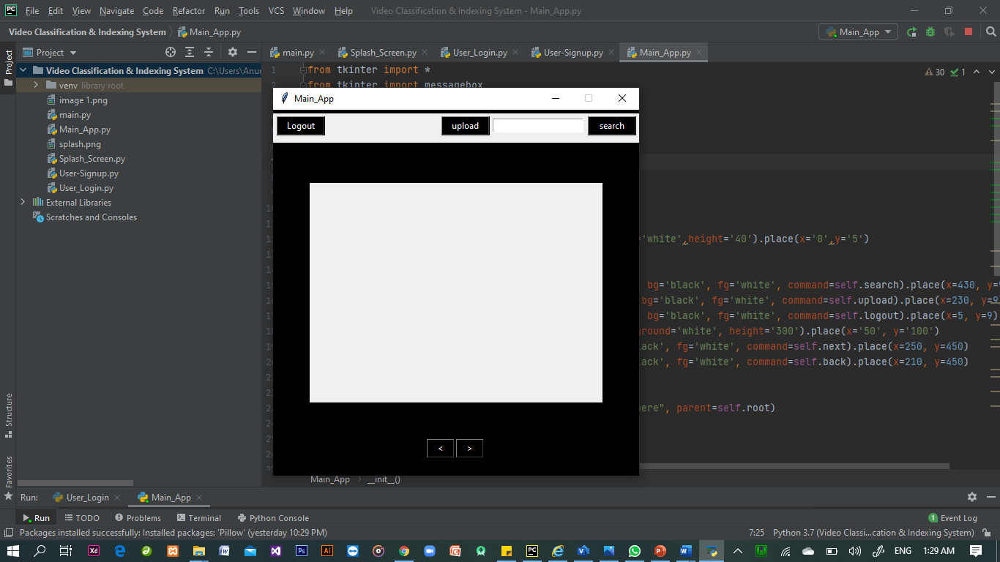 PC File Edit View Navigate Code Refactor Run Tools VCS Window Help Video Classification & Indexing System - Main_App.py
Video Classification & Indexing System Main_App.py Main_App
Project main.py Splash_Screen.py User_Login.py User-Signup.py Main_App.py
Project
Video Classification & Indexing System C:\Users\Anur
venv library root
image 1.png
main.py
Main_App.py
splash.png
Splash_Screen.py
User-Signup.py
User_Login.py
External Libraries
Scratches and Consoles
Structure
Favorites
1 from tkinter import *
from tkinter import messagebox
30 1
Main_App
Logout upload search
< >
='white',height='40').place(x='0',y='5')
bg='black', fg='white', command=self.search).place(x=430, y=
bg='black', fg='white', command=self.upload).place(x=230, y=9
bg='black', fg='white', command=self.logout).place(x=5, y=9)
ground='white', height='300').place(x='50', y='100')
ack', fg='white', command=self.next).place(x=250, y=450)
ack', fg='white', command=self.back).place(x=210, y=450)
here", parent=self.root)
Main_App __init__()
Run: User_Login Main_App
Run TODO Problems Terminal Python Console 1 Event Log
Packages installed successfully: Installed packages: 'Pillow' (yesterday 10:29 PM) 7:25 Python 3.7 (Video Classi...cation & Indexing System)
Xd Ps Ai PC ENG 1:29 AM